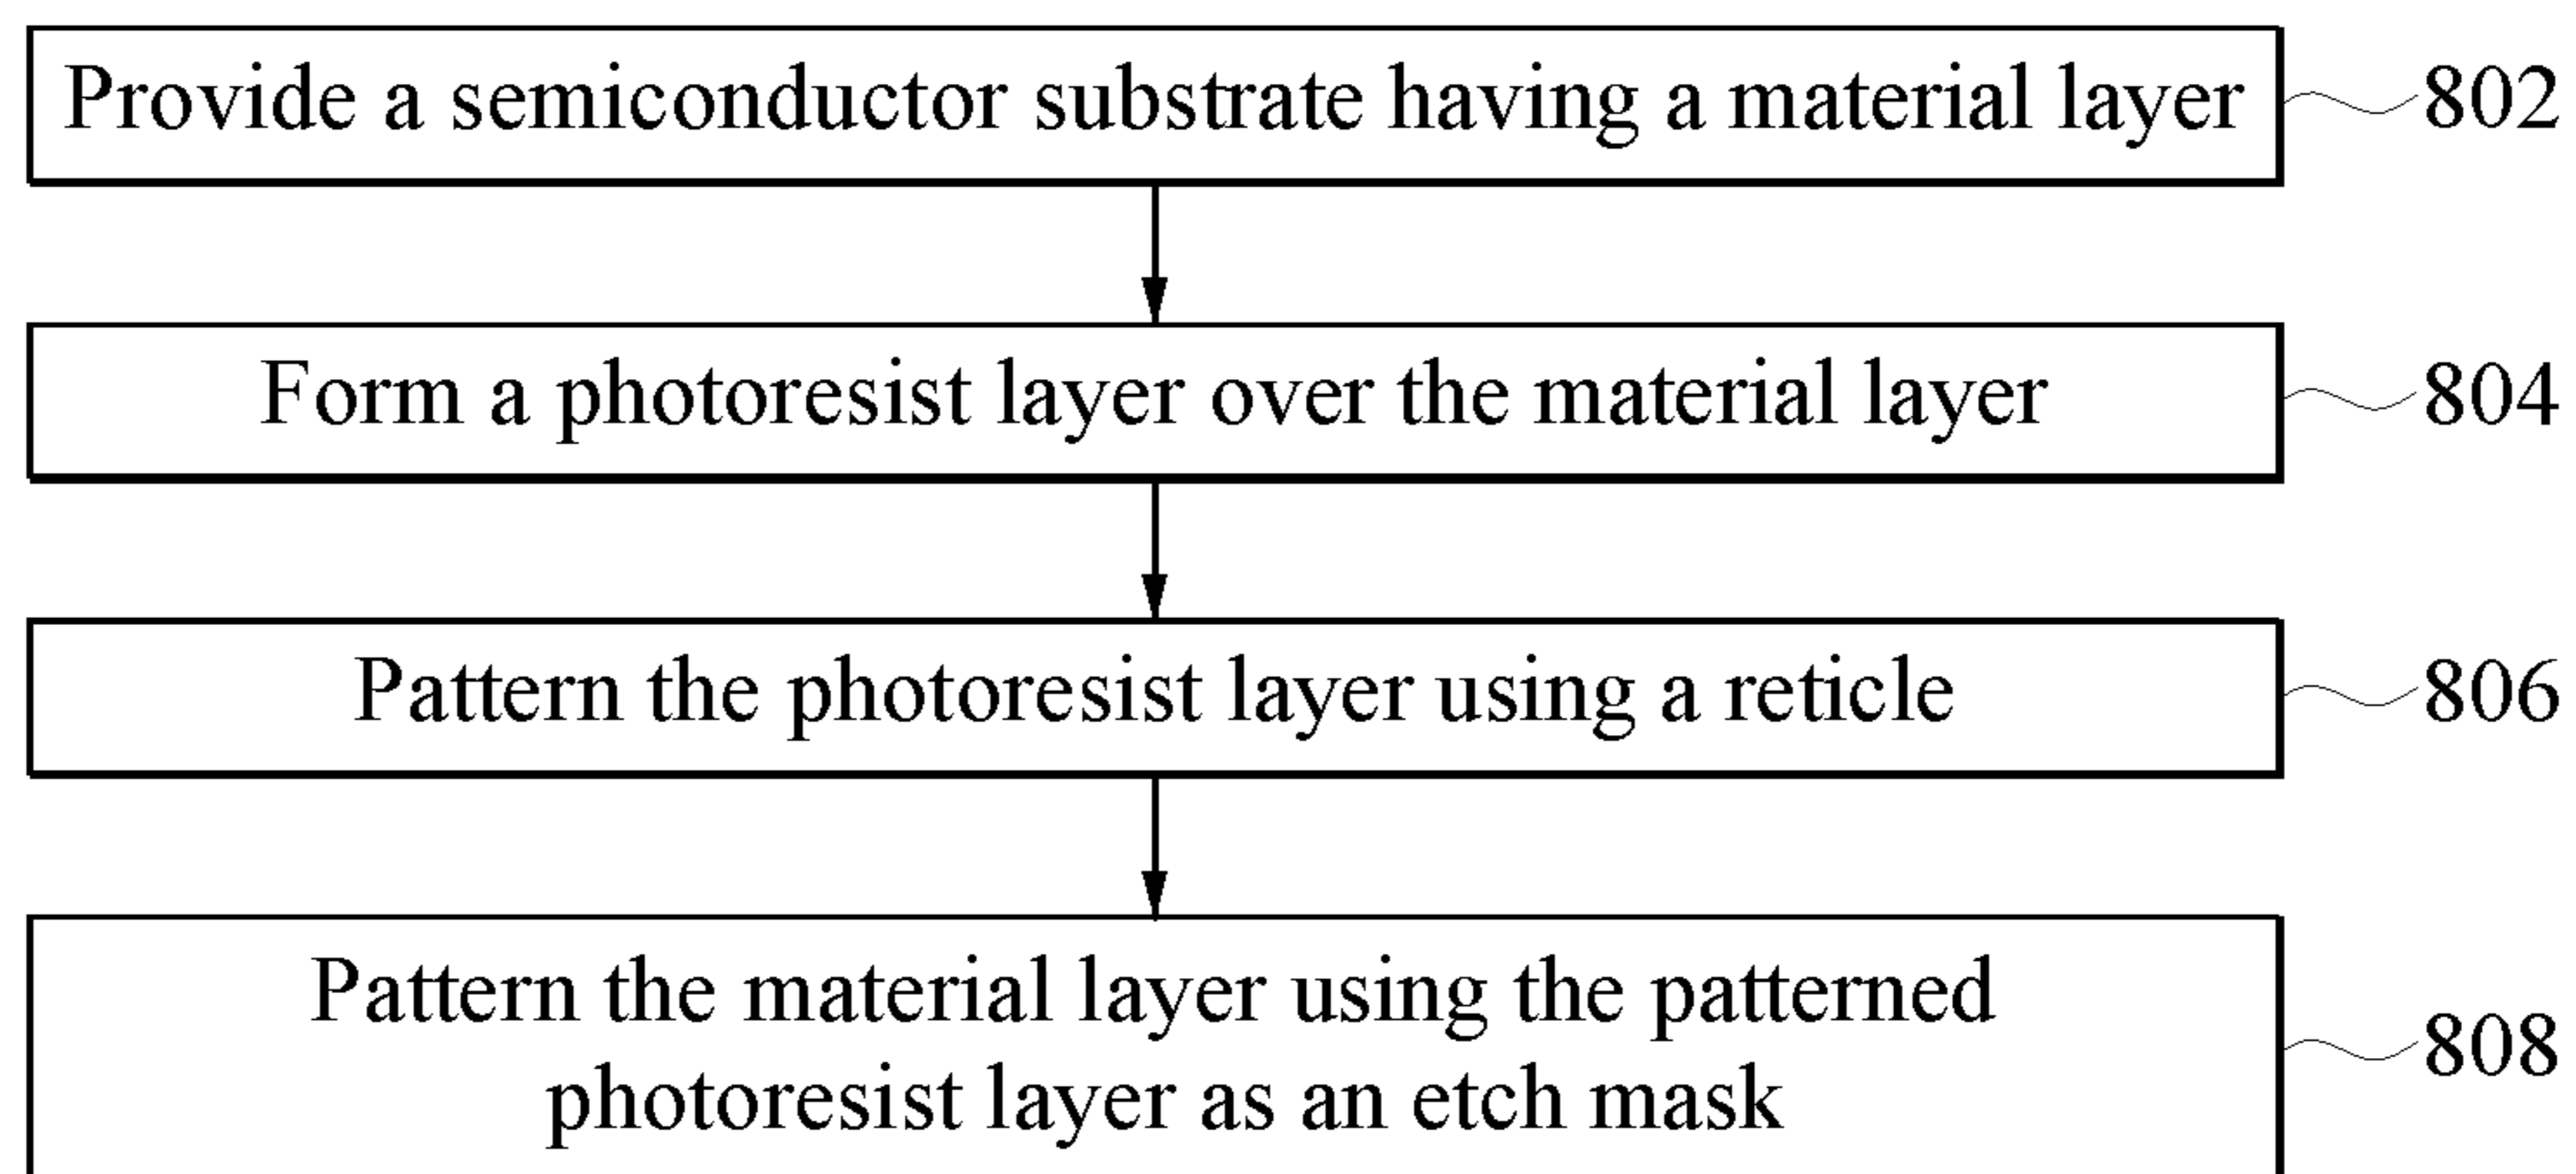 Provide a semiconductor substrate having a material layer 802
Form a photoresist layer over the material layer 804
Pattern the photoresist layer using a reticle 806
Pattern the material layer using the patterned
photoresist layer as an etch mask
808